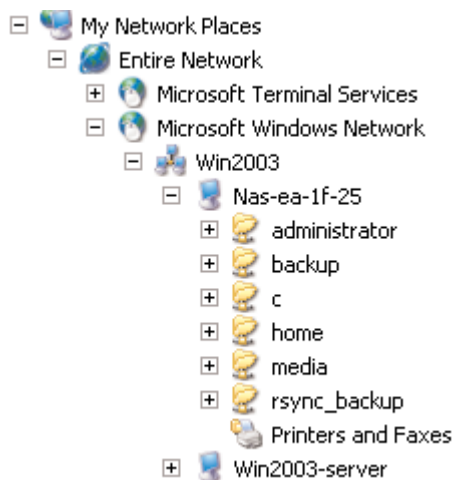 My Network Places
Entire Network
Microsoft Terminal Services
Microsoft Windows Network
Win2003
Nas-ea-1f-25
administrator
backup
c
home
media
rsync_backup
Printers and Faxes
Win2003-server